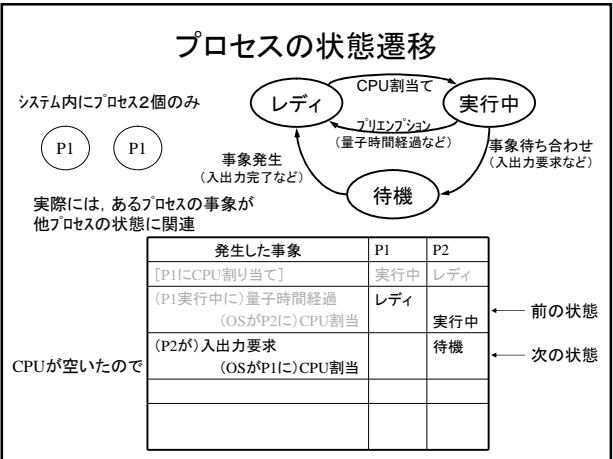 プロセスの状態遷移
システム内にプロセス2個のみ
P1
P1
レディ
CPU割当て
実行中
プリエンプション
(量子時間経過など)
事象発生
(入出力完了など)
事象待ち合わせ
(入出力要求など)
待機
実際には,あるプロセスの事象が
他プロセスの状態に関連
発生した事象 P1 P2
[P1にCPU割り当て] 実行中 レディ
(P1実行中に)量子時間経過 レディ
(OSがP2に)CPU割当 実行中
前の状態
(P2が)入出力要求 待機
次の状態
CPUが空いたので
(OSがP1に)CPU割当